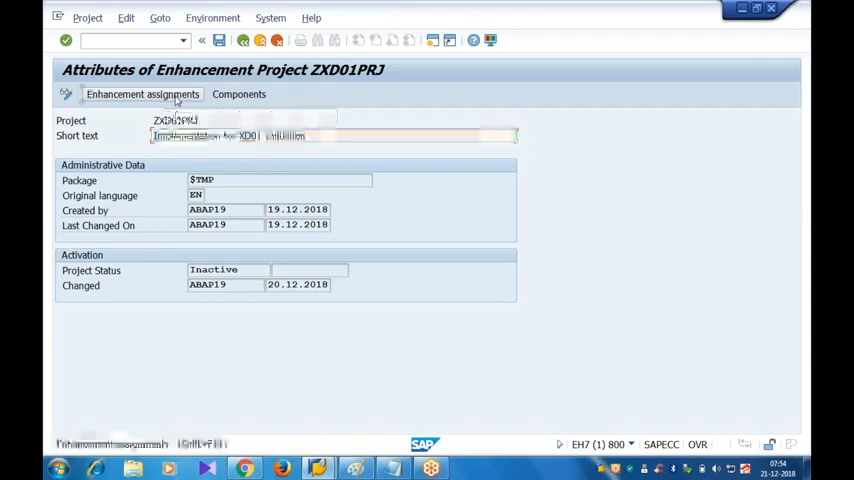 Project Edit Goto Environment System Help
Attributes of Enhancement Project ZXD01PRJ
Enhancement assignments Components
Project ZXD01PRJ
Short text XD01
Administrative Data
Package $TMP
Original language EN
Created by ABAP19 19.12.2018
Last Changed On ABAP19 19.12.2018
Activation
Project Status Inactive
Changed ABAP19 20.12.2018
SAP EH7 (1) 800 SAPECC OVR
07:54
21-12-2018